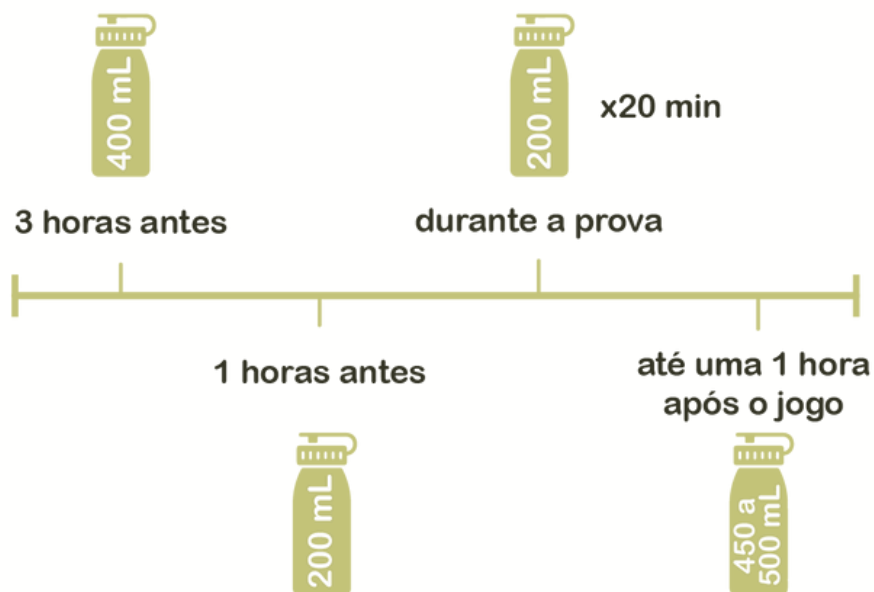 400 mL
200 mL
x20 min
3 horas antes
durante a prova
1 horas antes
até uma 1 hora
após o jogo
200 mL
450 a
500 mL